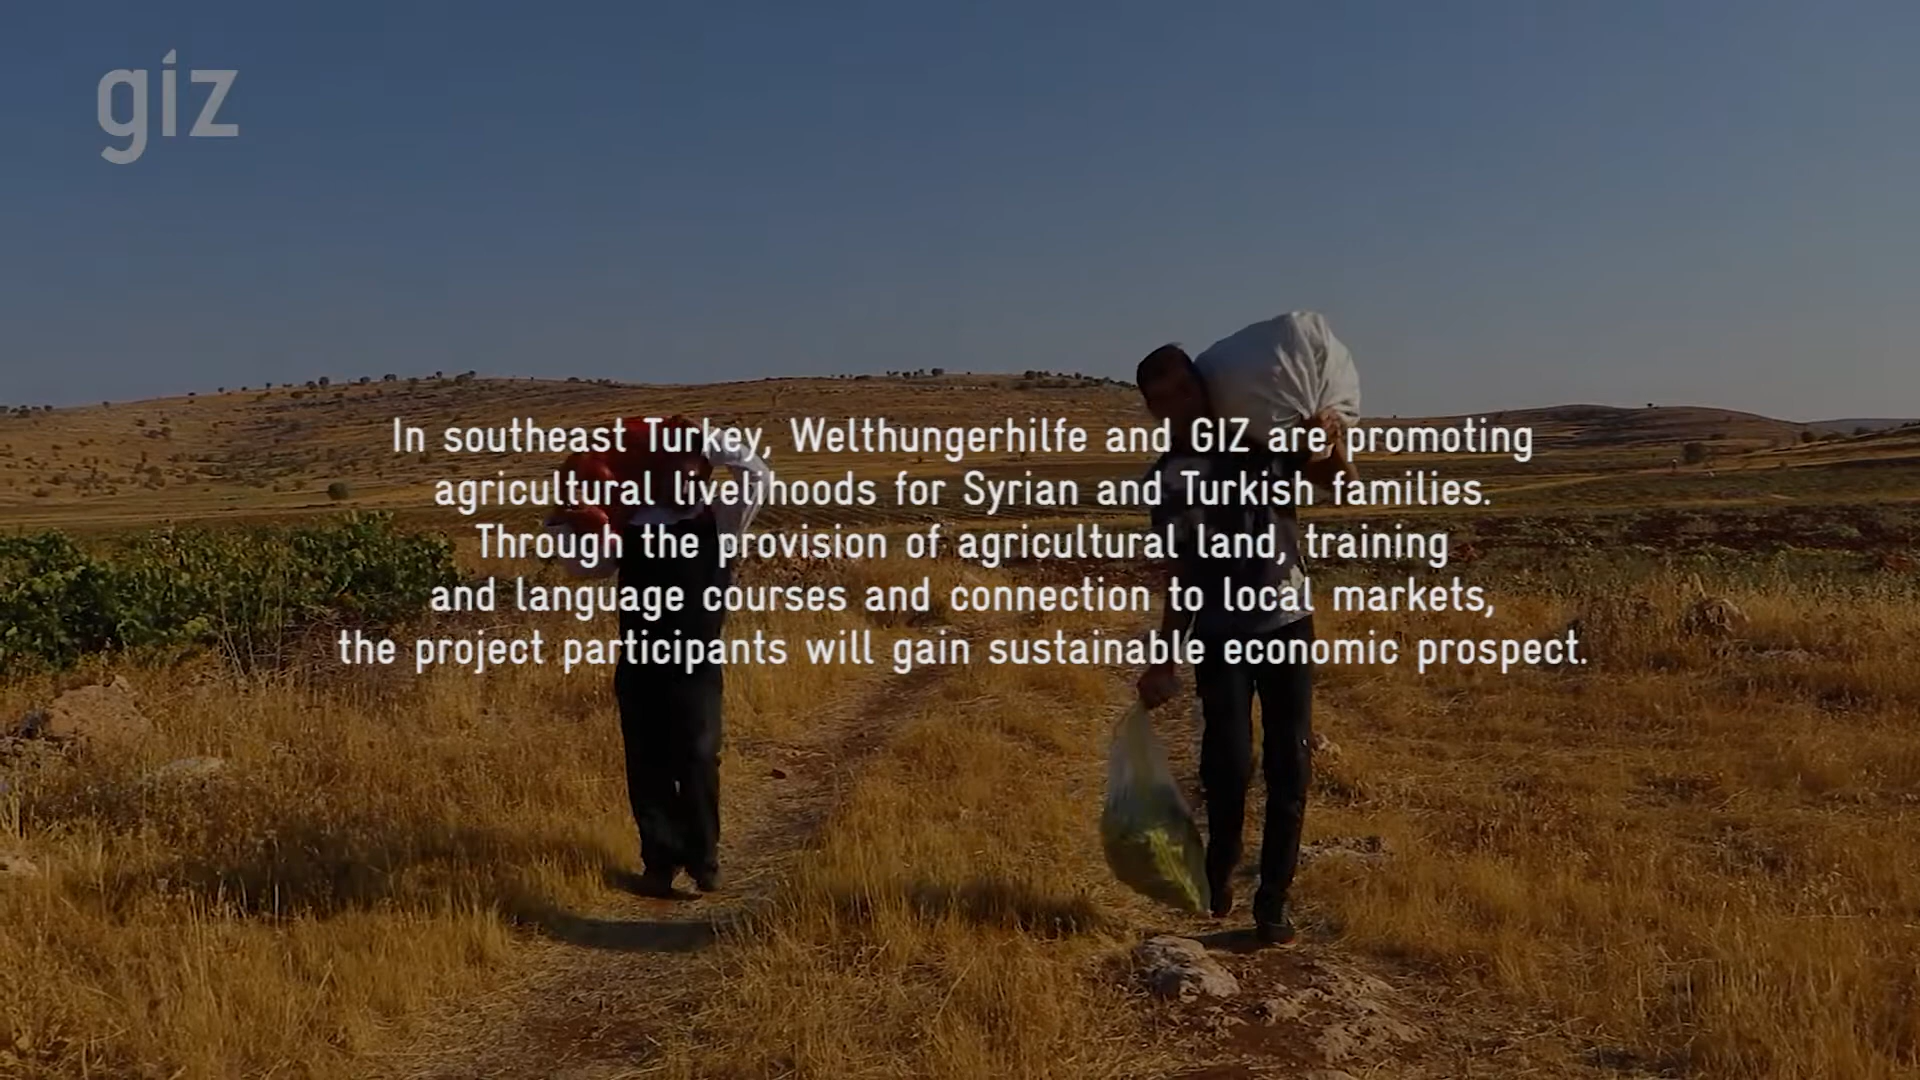 giz
In southeast Turkey, Welthungerhilfe and GIZ are promoting
agricultural livelihoods for Syrian and Turkish families.
Through the provision of agricultural land, training
and language courses and connection to local markets,
the project participants will gain sustainable economic prospect.